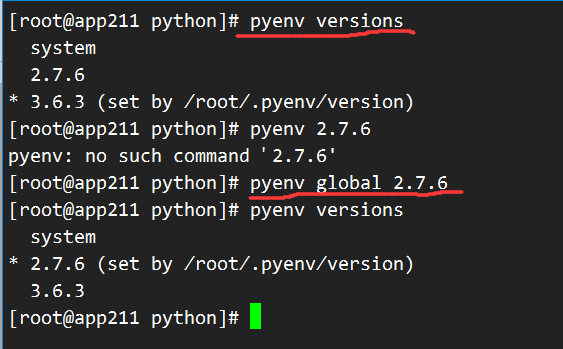 [root@app211 python]# pyenv versions
  system
  2.7.6
* 3.6.3 (set by /root/.pyenv/version)
[root@app211 python]# pyenv 2.7.6
pyenv: no such command '2.7.6'
[root@app211 python]# pyenv global 2.7.6
[root@app211 python]# pyenv versions
  system
* 2.7.6 (set by /root/.pyenv/version)
  3.6.3
[root@app211 python]#